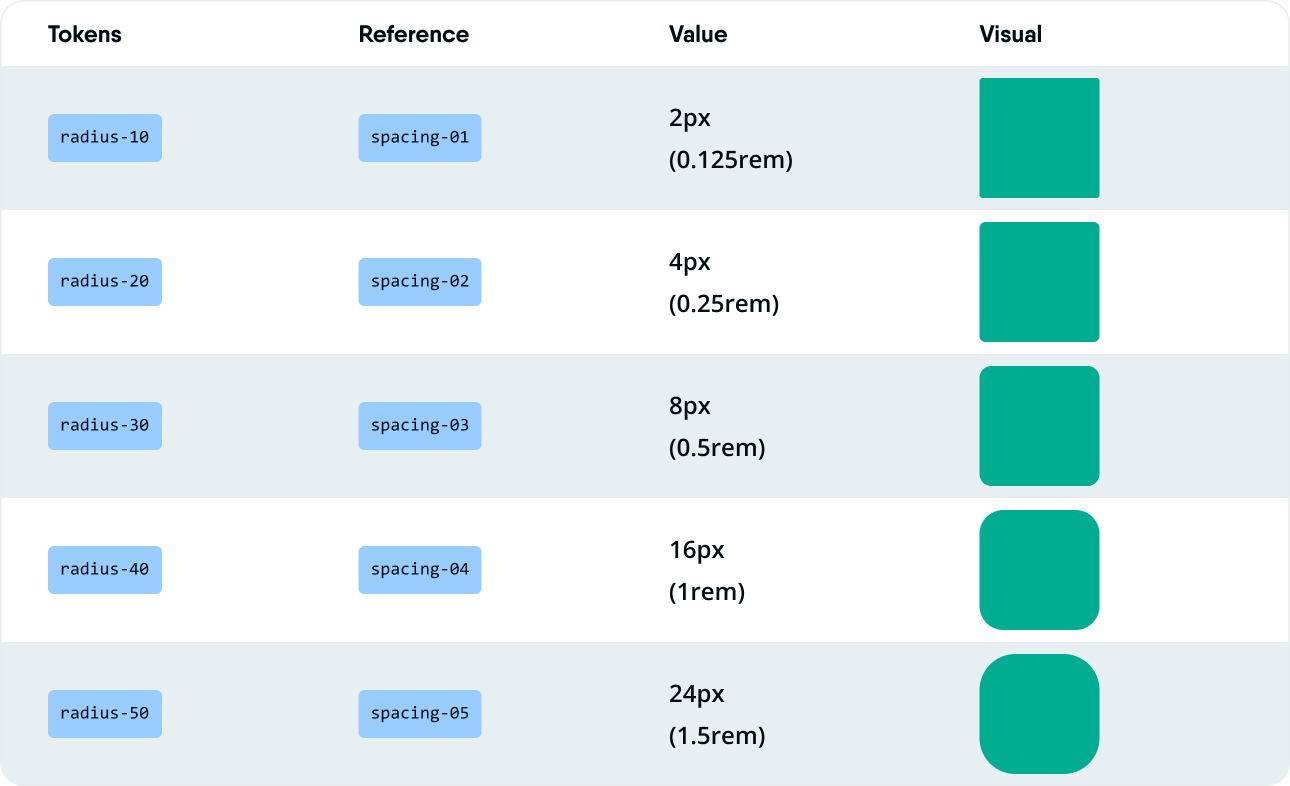 Tokens Reference Value Visual
radius-10 spacing-01 2px
(0.125rem)
radius-20 spacing-02 4px
(0.25rem)
radius-30 spacing-03 8px
(0.5rem)
radius-40 spacing-04 16px
(1rem)
radius-50 spacing-05 24px
(1.5rem)